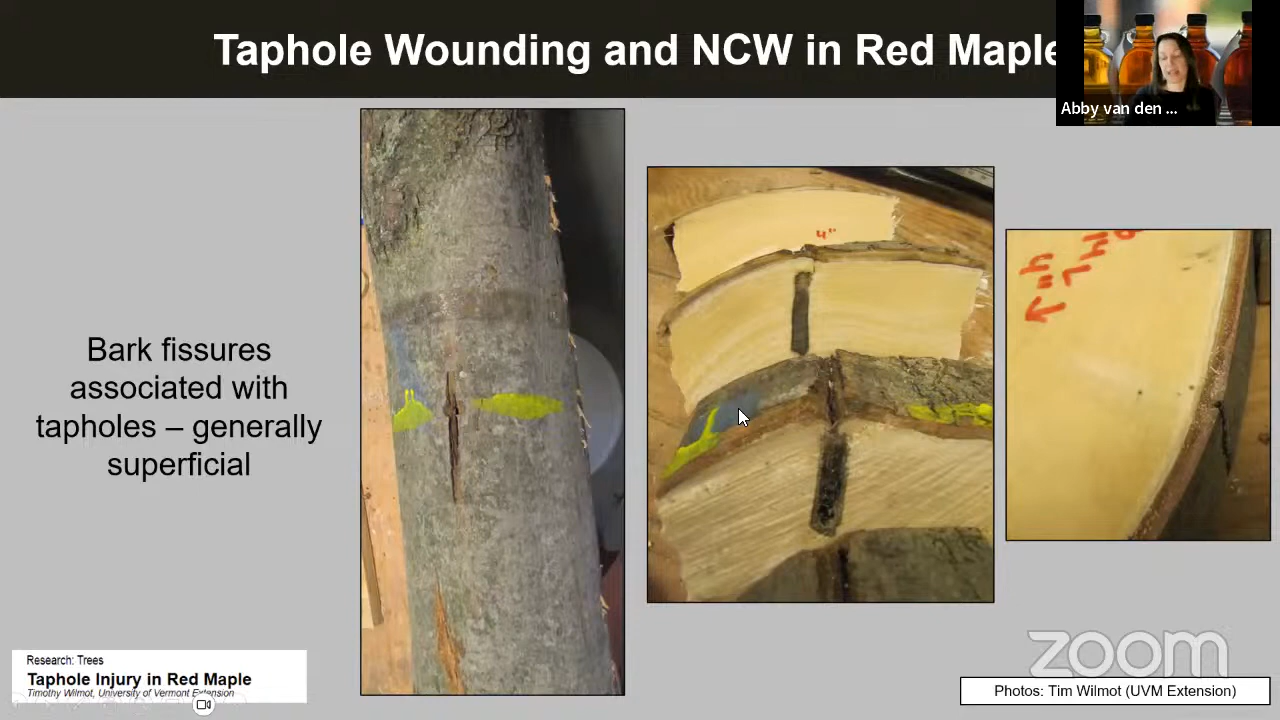 Taphole Wounding and NCW in Red Maple
Abby van den ...
Bark fissures
associated with
tapholes – generally
superficial
4"
4"
Research: Trees
Taphole Injury in Red Maple
Timothy Wilmot, University of Vermont Extension
zoom
Photos: Tim Wilmot (UVM Extension)